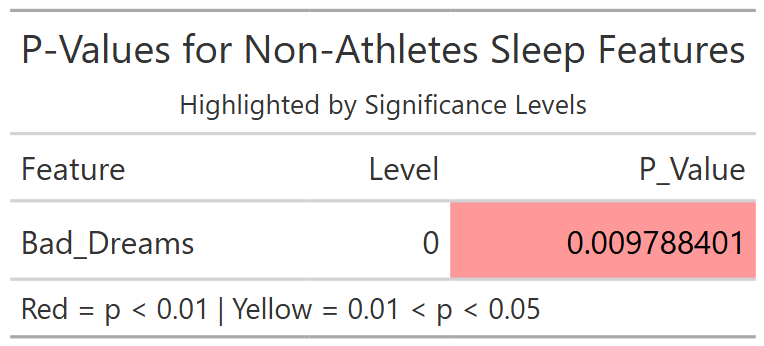 P-Values for Non-Athletes Sleep Features
Highlighted by Significance Levels
Feature Level P_Value
Bad_Dreams 0 0.009788401
Red = p < 0.01 | Yellow = 0.01 < p < 0.05